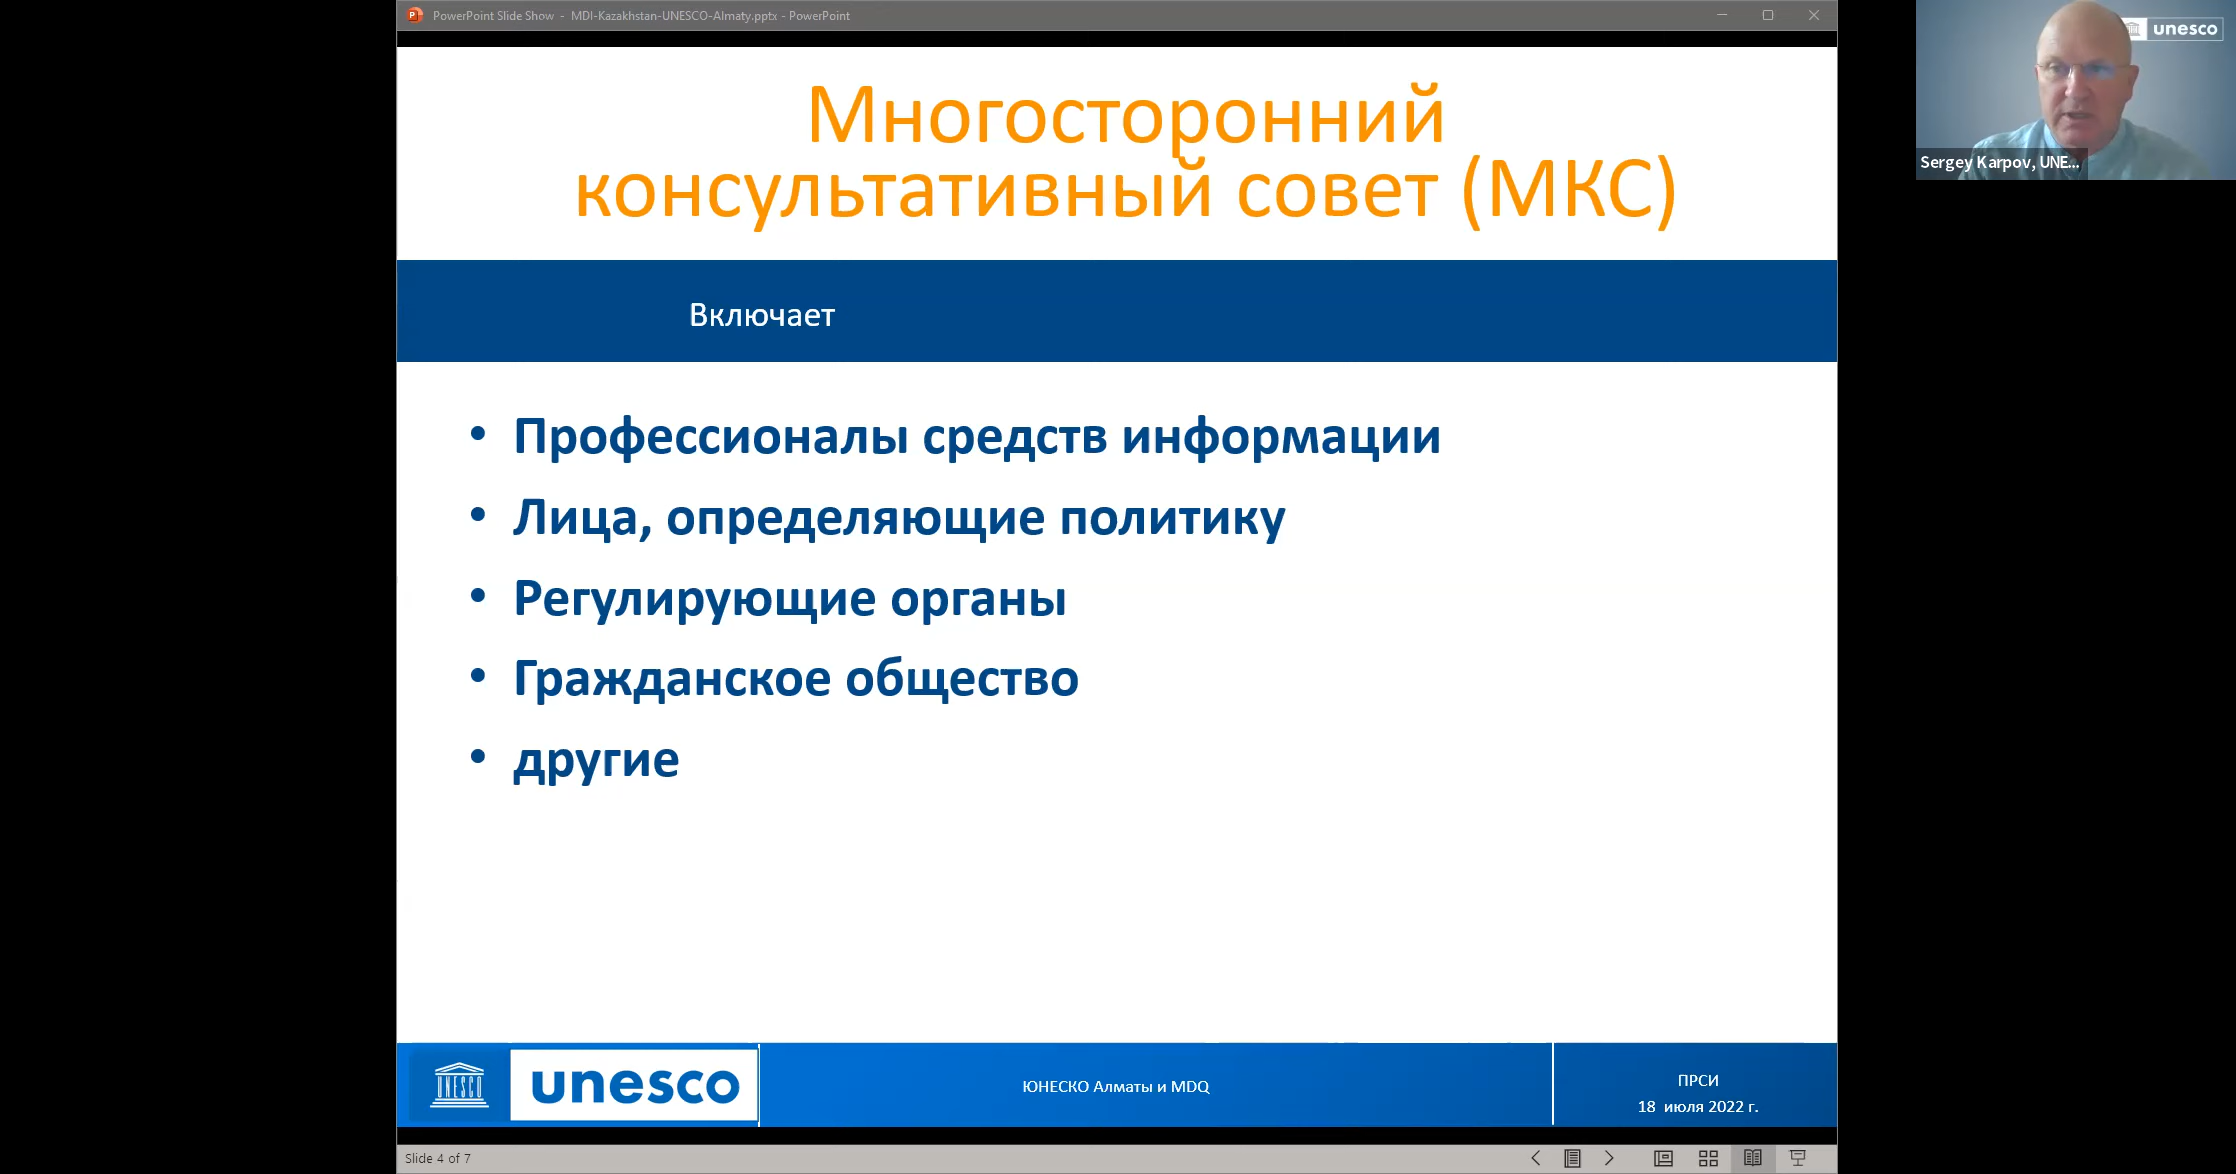 PowerPoint Slide Show - MDI-Kazakhstan-UNESCO-Almaty.pptx - PowerPoint
unesco
Sergey Karpov, UNE...
Многосторонний
консультативный совет (МКС)
Включает
• Профессионалы средств информации
• Лица, определяющие политику
• Регулирующие органы
• Гражданское общество
• другие
UNESCO
unesco
ЮНЕСКО Алматы и MDQ
ПРСИ
18 июля 2022 г.
Slide 4 of 7